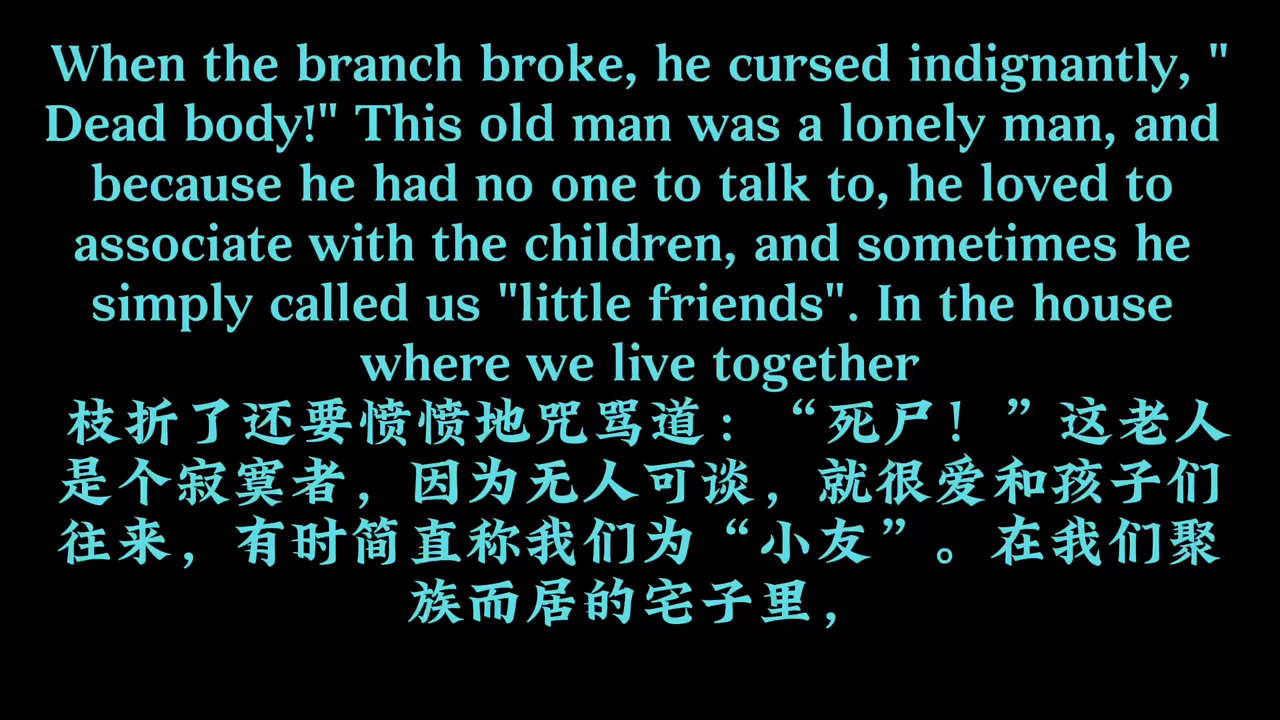 When the branch broke, he cursed indignantly, "
Dead body!" This old man was a lonely man, and
because he had no one to talk to, he loved to
associate with the children, and sometimes he
simply called us "little friends". In the house
where we live together
枝折了还要愤愤地咒骂道：“死尸！”这老人
是个寂寞者，因为无人可谈，就很爱和孩子们
往来，有时简直称我们为“小友”。在我们聚
族而居的宅子里，